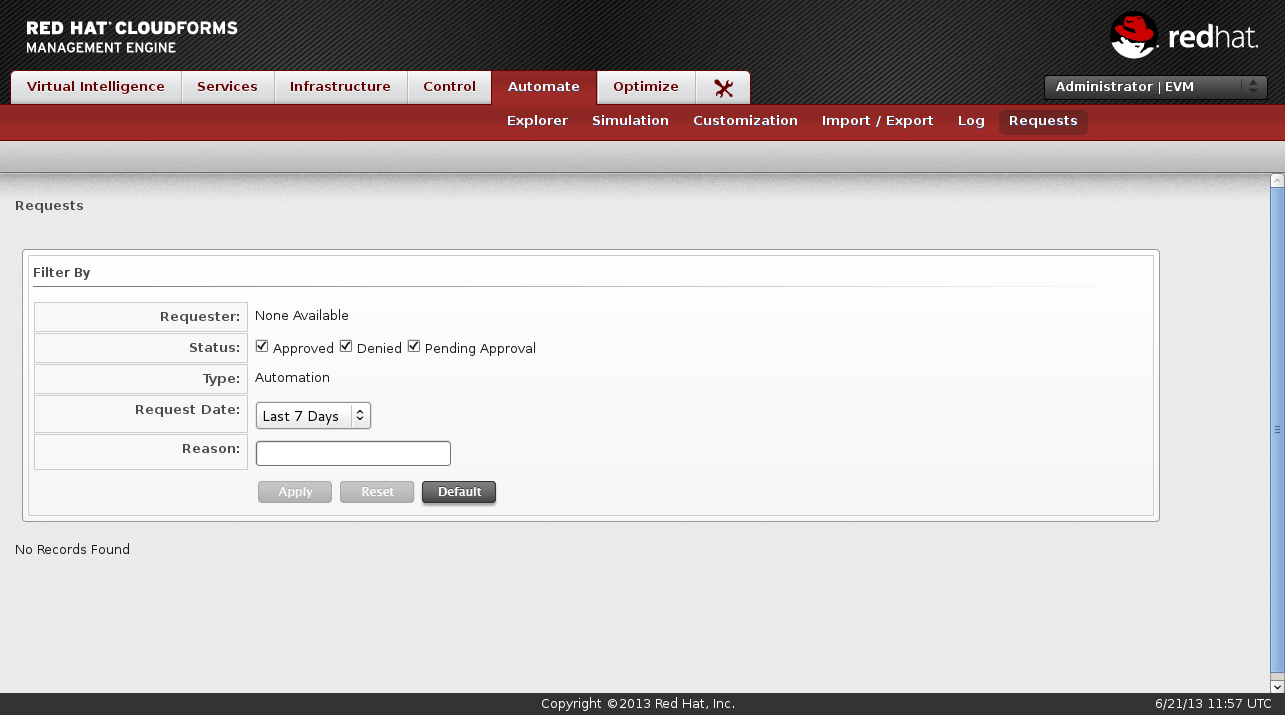 RED HAT CLOUDFORMS
MANAGEMENT ENGINE
redhat.
Virtual Intelligence Services Infrastructure Control Automate Optimize
Administrator | EVM
Explorer Simulation Customization Import / Export Log Requests
Requests
Filter By
Requester: None Available
Status: Approved Denied Pending Approval
Type: Automation
Request Date: Last 7 Days
Reason:
Apply Reset Default
No Records Found
Copyright ©2013 Red Hat, Inc. 6/21/13 11:57 UTC